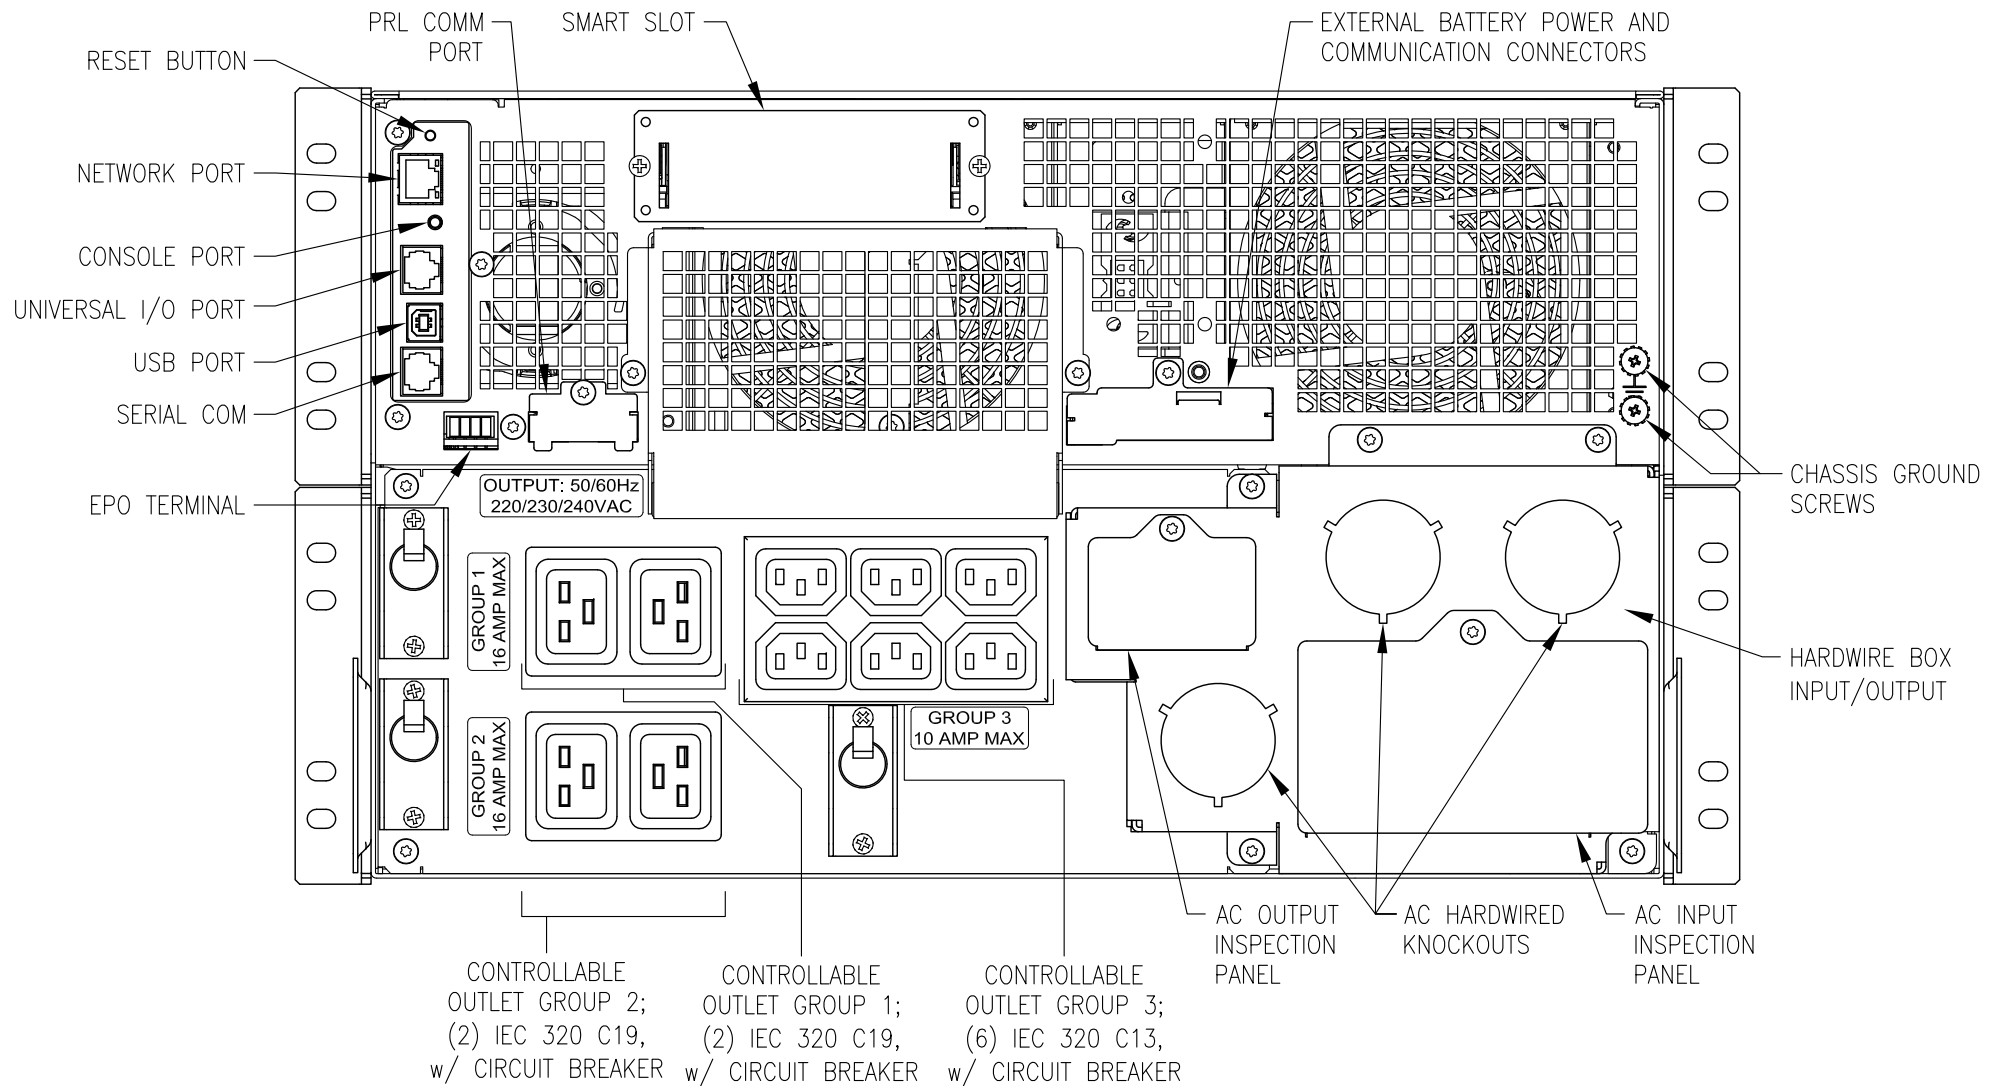 PRL COMM
PORT
SMART SLOT
EXTERNAL BATTERY POWER AND
COMMUNICATION CONNECTORS
RESET BUTTON
NETWORK PORT
CONSOLE PORT
UNIVERSAL I/O PORT
USB PORT
SERIAL COM
EPO TERMINAL
OUTPUT: 50/60Hz
220/230/240VAC
CHASSIS GROUND
SCREWS
GROUP 1
16 AMP MAX
HARDWIRE BOX
INPUT/OUTPUT
GROUP 2
16 AMP MAX
GROUP 3
10 AMP MAX
AC OUTPUT
INSPECTION
PANEL
AC HARDWIRED
KNOCKOUTS
AC INPUT
INSPECTION
PANEL
CONTROLLABLE
OUTLET GROUP 2;
(2) IEC 320 C19,
w/ CIRCUIT BREAKER
CONTROLLABLE
OUTLET GROUP 1;
(2) IEC 320 C19,
w/ CIRCUIT BREAKER
CONTROLLABLE
OUTLET GROUP 3;
(6) IEC 320 C13,
w/ CIRCUIT BREAKER